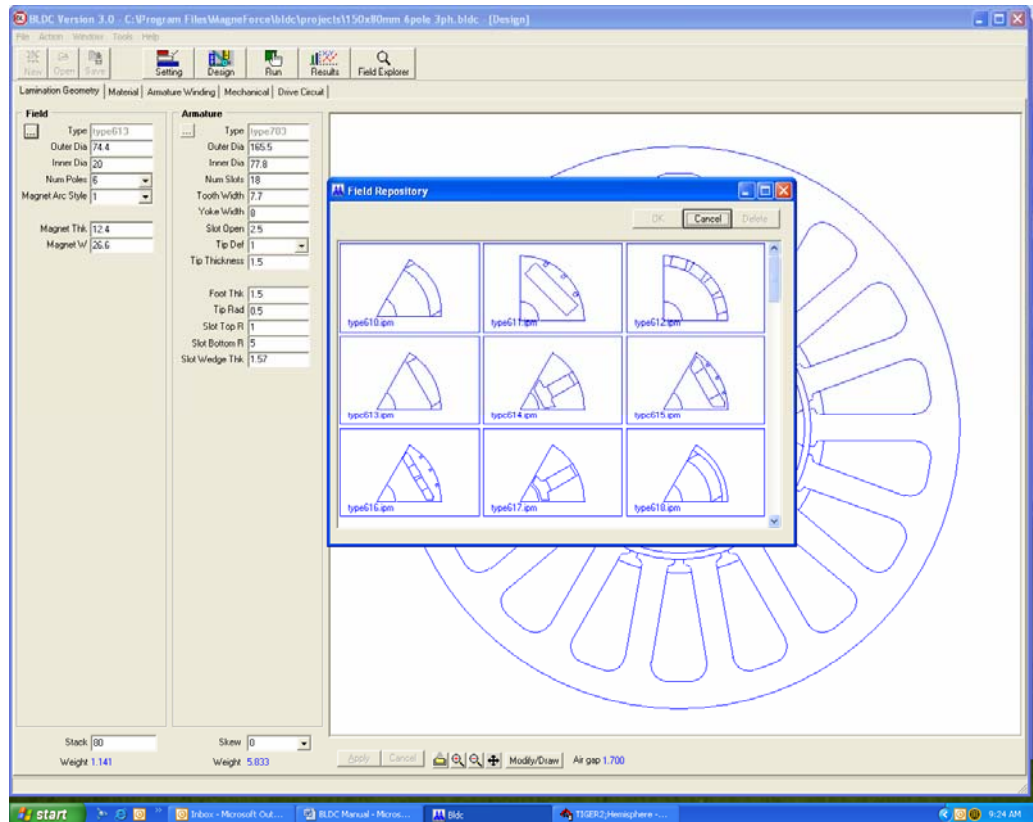 BLDC Version 3.0 - C:\Program Files\MagneForce\bldc\projects\150x80mm 6pole 3ph.bldc - [Design]
File Action Window Tools Help
New Open Save Setting Design Run Results Field Explorer
Lamination Geometry Material Armature Winding Mechanical Drive Circuit
Field
... Type type613
Outer Dia 74.4
Inner Dia 20
Num Poles 6
Magnet Arc Style 1
Magnet Thk. 12.4
Magnet W 26.6
Armature
... Type type703
Outer Dia 165.5
Inner Dia 77.8
Num Slots 18
Tooth Width 7.7
Yoke Width 8
Slot Open 2.5
Tip Def 1
Tip Thickness 1.5
Foot Thk 1.5
Tip Rad 0.5
Slot Top R 1
Slot Bottom R 5
Slot Wedge Thk 1.57
Field Repository
OK Cancel Delete
type610.ipm type611.ipm type612.ipm
type613.ipm type614.ipm type615.ipm
type616.ipm type617.ipm type618.ipm
Stack 80 Skew 0
Weight 1.141 Weight 5.833
Apply Cancel Modify/Draw Air gap 1.700
start Inbox - Microsoft Out... BLDC Manual - Micros... Bldc TIGER2;Hemisphere -... 9:24 AM